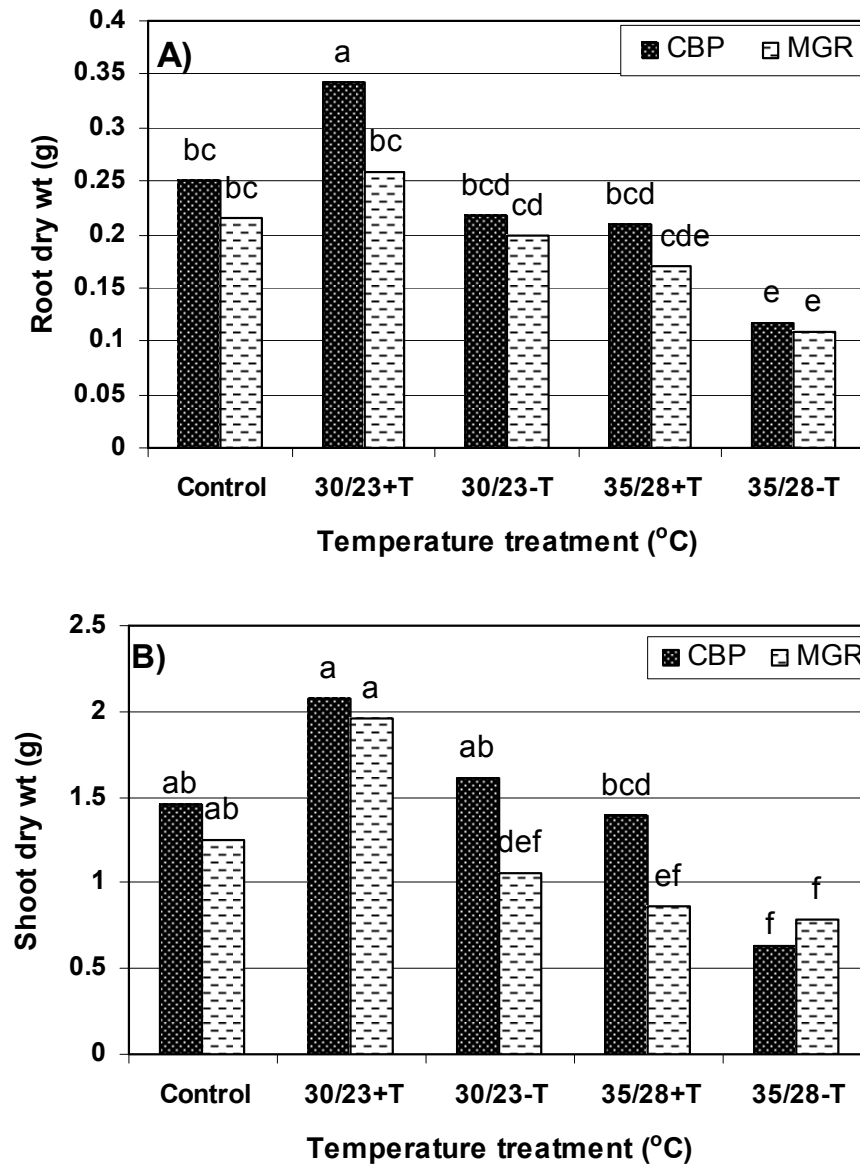 A)
CBP MGR
0.4
0.35
0.3
0.25
0.2
0.15
0.1
0.05
0
Root dry wt (g)
bc
bc
a
bc
bcd
cd
bcd
cde
e
e
Control 30/23+T 30/23-T 35/28+T 35/28-T
Temperature treatment (°C)
B)
CBP MGR
2.5
2
1.5
1
0.5
0
Shoot dry wt (g)
ab
ab
a
a
ab
def
bcd
ef
f
f
Control 30/23+T 30/23-T 35/28+T 35/28-T
Temperature treatment (°C)